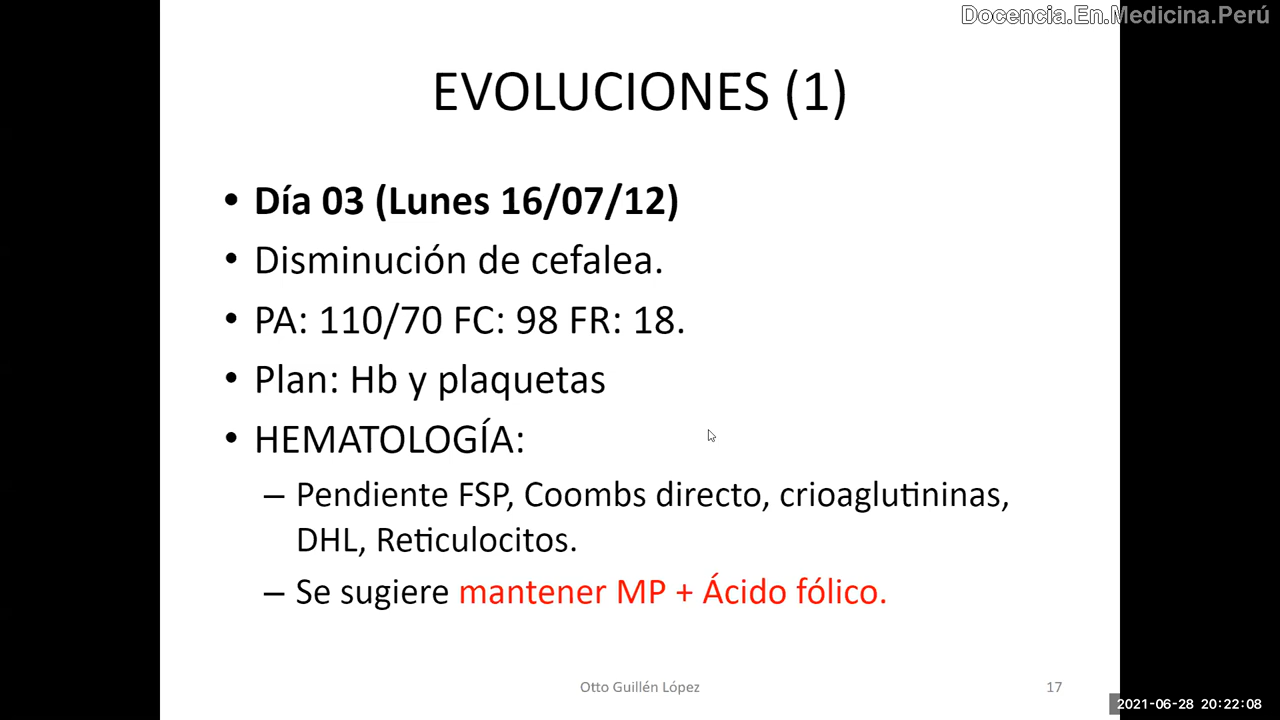 Docencia.En.Medicina.Perú
EVOLUCIONES (1)
• Día 03 (Lunes 16/07/12)
• Disminución de cefalea.
• PA: 110/70 FC: 98 FR: 18.
• Plan: Hb y plaquetas
• HEMATOLOGÍA:
– Pendiente FSP, Coombs directo, crioaglutininas,
DHL, Reticulocitos.
– Se sugiere mantener MP + Ácido fólico.
Otto Guillén López
17
2021-06-28 20:22:08